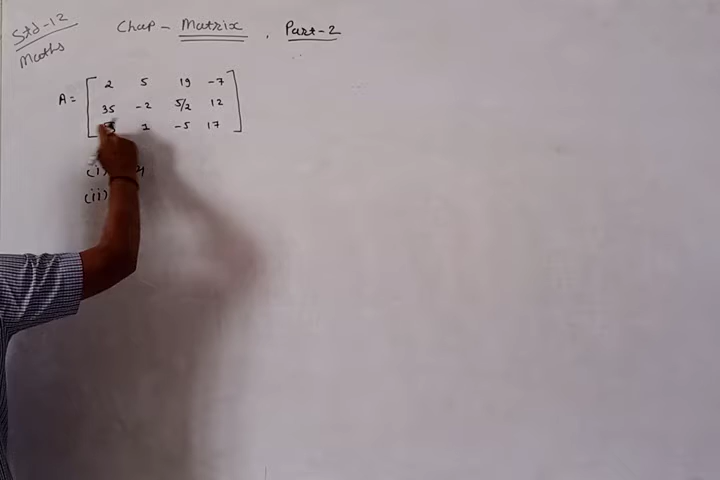 Std-12 Chap - Matrix . Part-2
Maths
2 5 19 -7
A = 35 -2 5/2 12
1 -5 17
(i)
(ii)